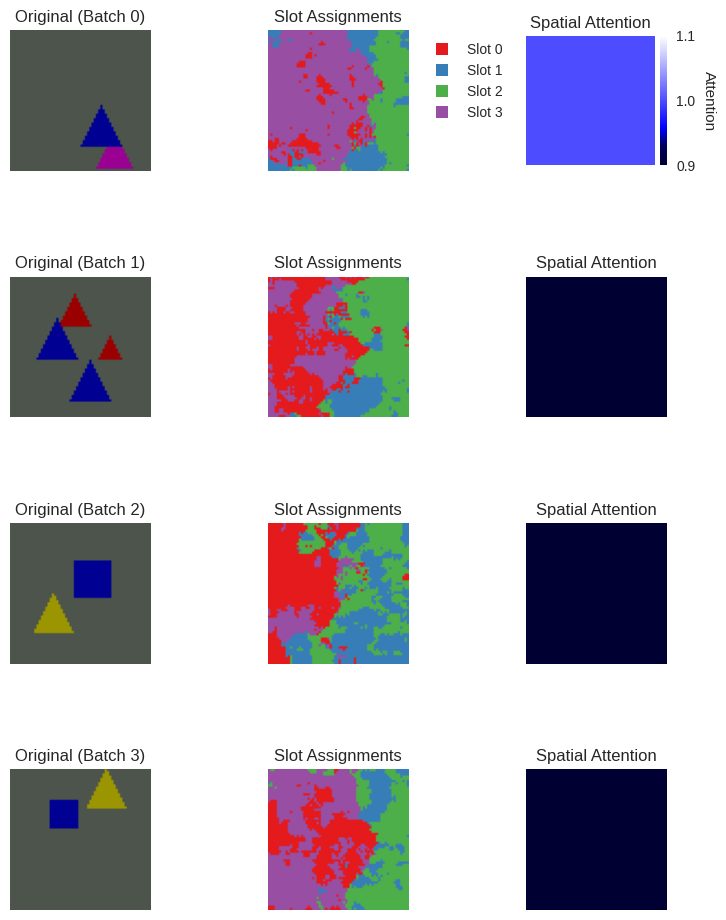 Original (Batch 0)
Slot Assignments
Spatial Attention
Slot 0
Slot 1
Slot 2
Slot 3
1.1
1.0
0.9
Attention
Original (Batch 1)
Slot Assignments
Spatial Attention
Original (Batch 2)
Slot Assignments
Spatial Attention
Original (Batch 3)
Slot Assignments
Spatial Attention